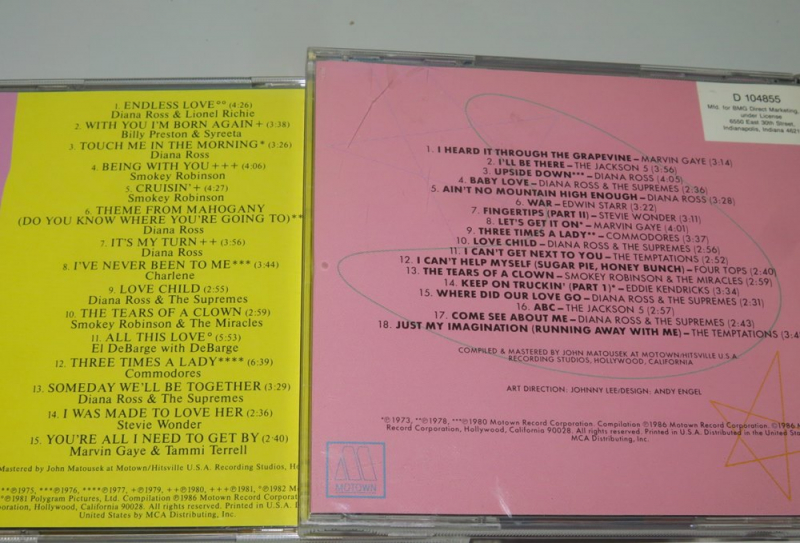 1. ENDLESS LOVE°° (4:26)
Diana Ross & Lionel Richie
2. WITH YOU I'M BORN AGAIN+ (3:38)
Billy Preston & Syreeta
3. TOUCH ME IN THE MORNING* (3:26)
Diana Ross
4. BEING WITH YOU+++ (4:06)
Smokey Robinson
5. CRUISIN'+ (4:27)
Smokey Robinson
6. THEME FROM MAHOGANY
(DO YOU KNOW WHERE YOU'RE GOING TO)**
Diana Ross
7. IT'S MY TURN++ (3:56)
Diana Ross
8. I'VE NEVER BEEN TO ME*** (3:44)
Charlene
9. LOVE CHILD (2:55)
Diana Ross & The Supremes
10. THE TEARS OF A CLOWN (2:59)
Smokey Robinson & The Miracles
11. ALL THIS LOVE° (5:53)
El DeBarge with DeBarge
12. THREE TIMES A LADY**** (6:39)
Commodores
13. SOMEDAY WE'LL BE TOGETHER (3:29)
Diana Ross & The Supremes
14. I WAS MADE TO LOVE HER (2:36)
Stevie Wonder
15. YOU'RE ALL I NEED TO GET BY (2:40)
Marvin Gaye & Tammi Terrell
Mastered by John Matousek at Motown/Hitsville U.S.A. Recording Studios,
**℗1975, ***℗1976, ****℗1977, +℗1979, ++℗1980, +++℗1981, °℗1982
°℗1981 Polygram Pictures, Ltd. Compilation ℗1986 Motown Record
Hollywood, California 90028. All rights reserved. Printed in U.S.A.
United States by MCA Distributing, Inc.
D 104855
Mfd. for BMG Direct Marketing,
under License
6550 East 30th Street,
Indianapolis, Indiana
1. I HEARD IT THROUGH THE GRAPEVINE–MARVIN GAYE (3:14)
2. I'LL BE THERE–THE JACKSON 5 (3:56)
3. UPSIDE DOWN***–DIANA ROSS (4:05)
4. BABY LOVE–DIANA ROSS & THE SUPREMES (2:36)
5. AIN'T NO MOUNTAIN HIGH ENOUGH–DIANA ROSS (3:28)
6. WAR–EDWIN STARR (3:22)
7. FINGERTIPS (PART II)–STEVIE WONDER (3:11)
8. LET'S GET IT ON*–MARVIN GAYE (4:01)
9. THREE TIMES A LADY**–COMMODORES (3:37)
10. LOVE CHILD–DIANA ROSS & THE SUPREMES (2:56)
11. I CAN'T GET NEXT TO YOU–THE TEMPTATIONS (2:52)
12. I CAN'T HELP MYSELF (SUGAR PIE, HONEY BUNCH)–FOUR TOPS (2:40)
13. THE TEARS OF A CLOWN–SMOKEY ROBINSON & THE MIRACLES (2:59)
14. KEEP ON TRUCKIN' (PART 1)*–EDDIE KENDRICKS (3:34)
15. WHERE DID OUR LOVE GO–DIANA ROSS & THE SUPREMES (2:31)
16. ABC–THE JACKSON 5 (2:57)
17. COME SEE ABOUT ME–DIANA ROSS & THE SUPREMES (2:43)
18. JUST MY IMAGINATION (RUNNING AWAY WITH ME)–THE TEMPTATIONS
COMPILED & MASTERED BY JOHN MATOUSEK AT MOTOWN/HITSVILLE U.S.A.
RECORDING STUDIOS, HOLLYWOOD, CALIFORNIA
ART DIRECTION: JOHNNY LEE/DESIGN: ANDY ENGEL
*℗1973, **℗1978, ***℗1980 Motown Record Corporation. Compilation ℗1986 Motown Record Corporation. ©1986
Record Corporation, Hollywood, California 90028. All rights reserved. Printed in U.S.A. Distributed in the United
MCA Distributing, Inc.
M
MOTOWN